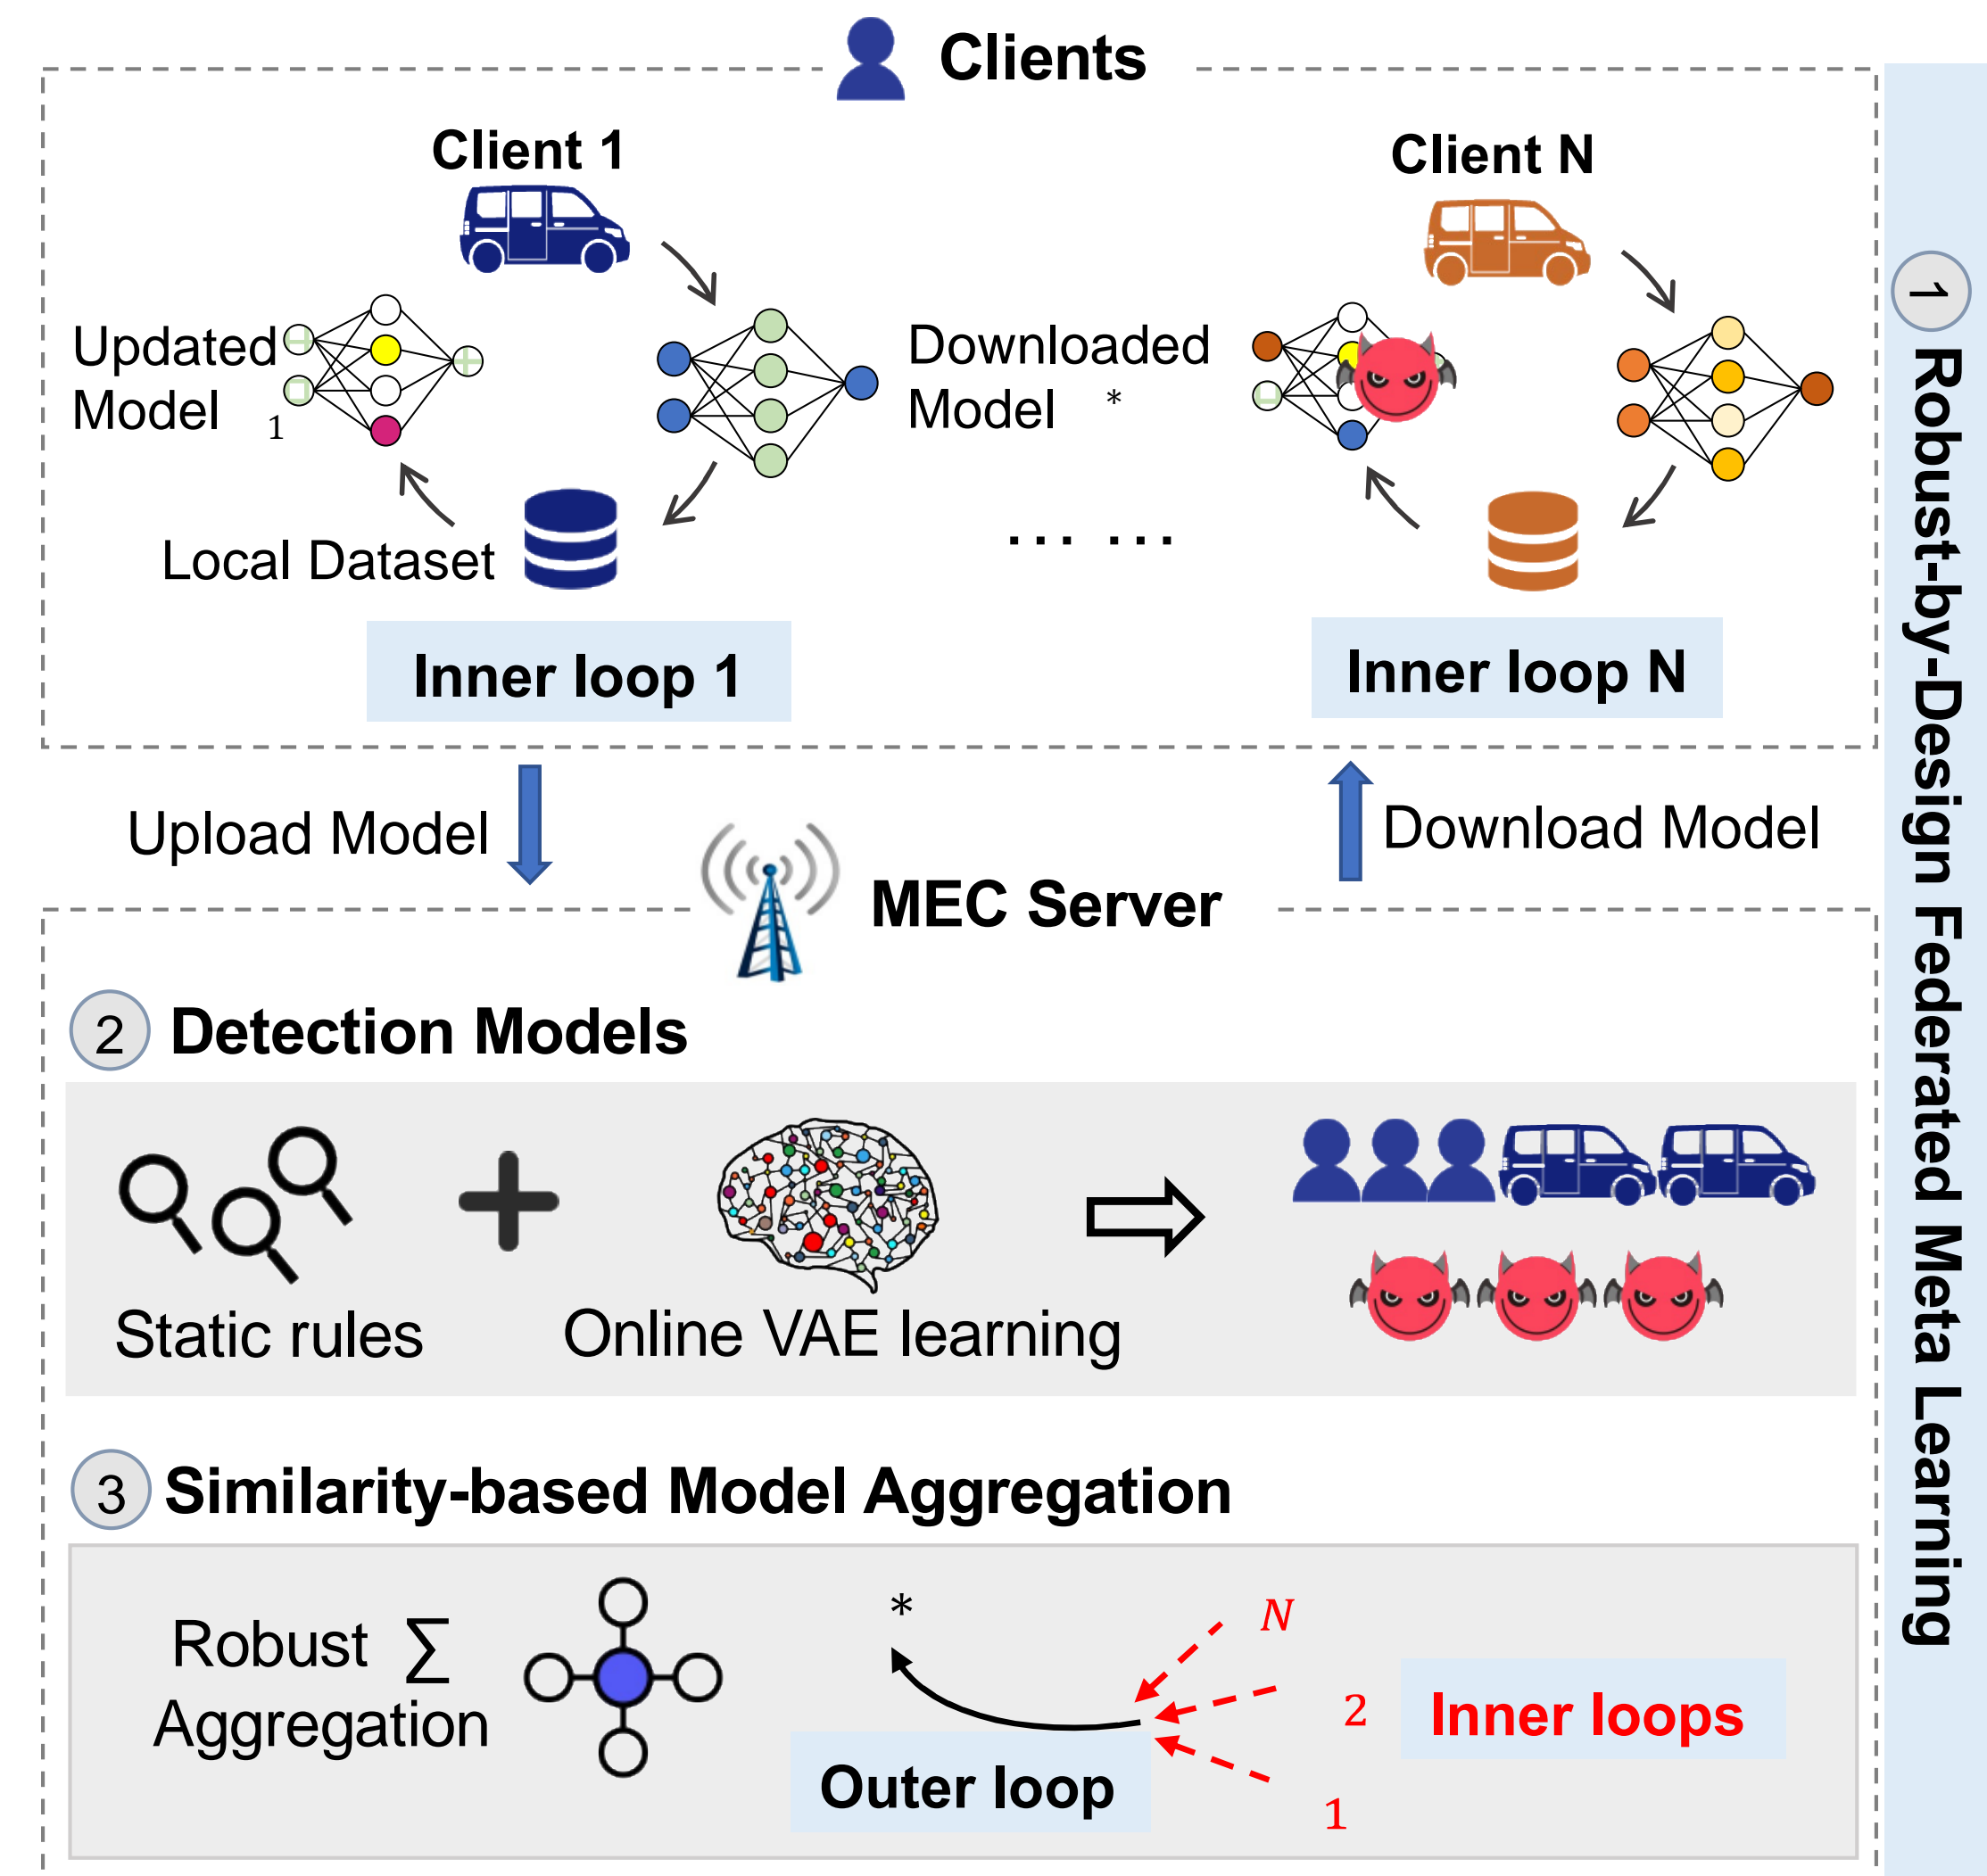 Clients
Client 1
Client N
Updated
Model 1
Downloaded
Model *
Local Dataset
... ...
Inner loop 1
Inner loop N
Upload Model
Download Model
MEC Server
1 Robust-by-Design Federated Meta Learning
2 Detection Models
Static rules
Online VAE learning
3 Similarity-based Model Aggregation
Robust ∑
Aggregation
*
N
2
1
Inner loops
Outer loop